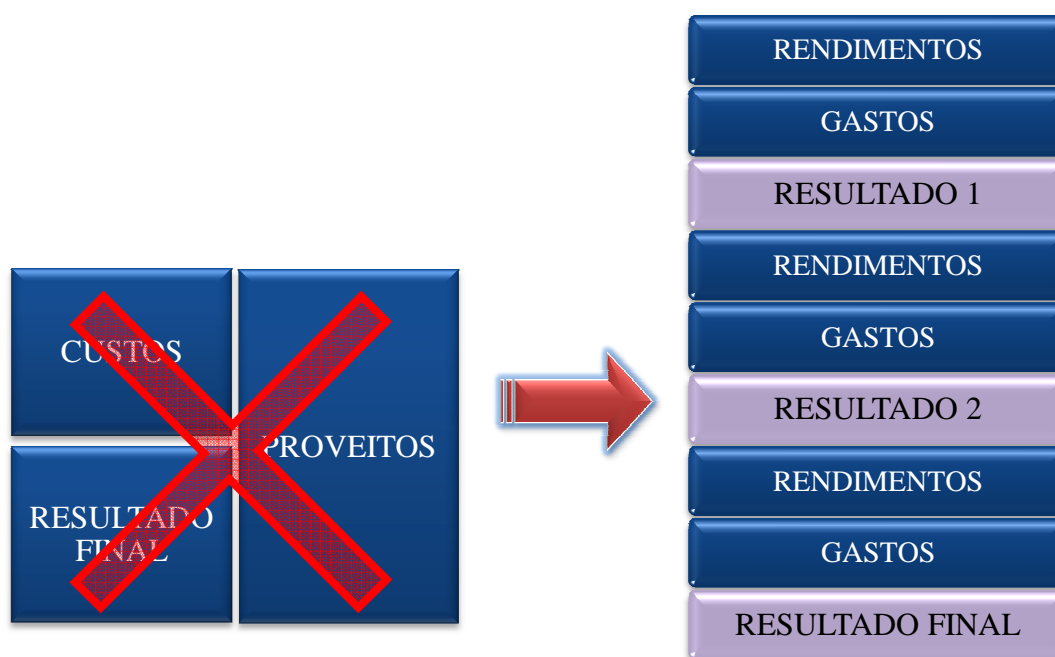 CUSTOS
RESULTADO
FINAL
PROVEITOS
RENDIMENTOS
GASTOS
RESULTADO 1
RENDIMENTOS
GASTOS
RESULTADO 2
RENDIMENTOS
GASTOS
RESULTADO FINAL